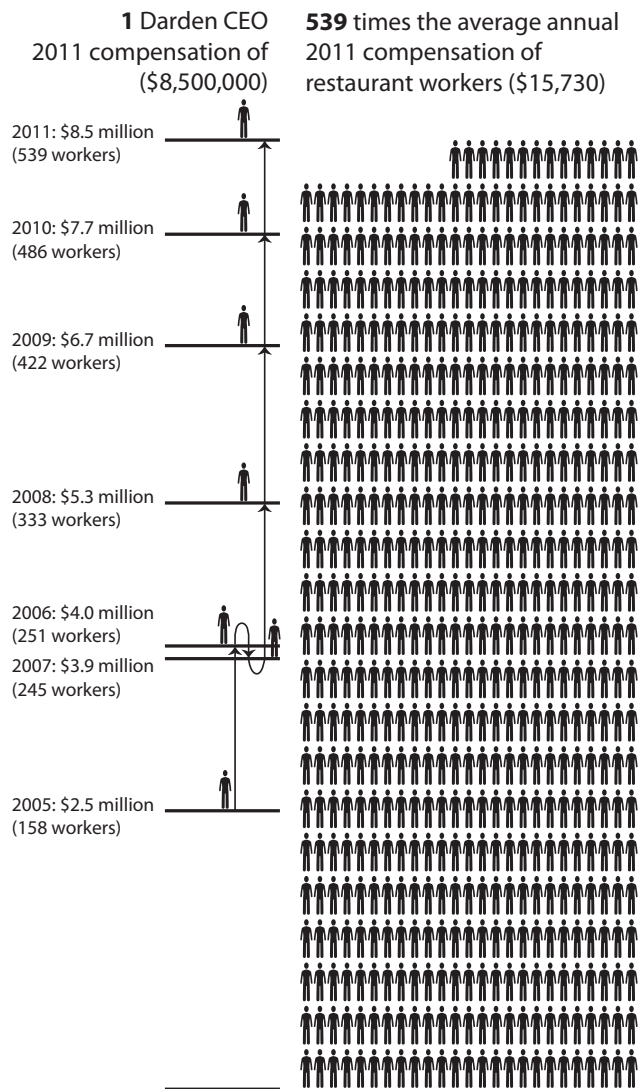 1 Darden CEO
2011 compensation of
($8,500,000)
539 times the average annual
2011 compensation of
restaurant workers ($15,730)
2011: $8.5 million
(539 workers)
2010: $7.7 million
(486 workers)
2009: $6.7 million
(422 workers)
2008: $5.3 million
(333 workers)
2006: $4.0 million
(251 workers)
2007: $3.9 million
(245 workers)
2005: $2.5 million
(158 workers)